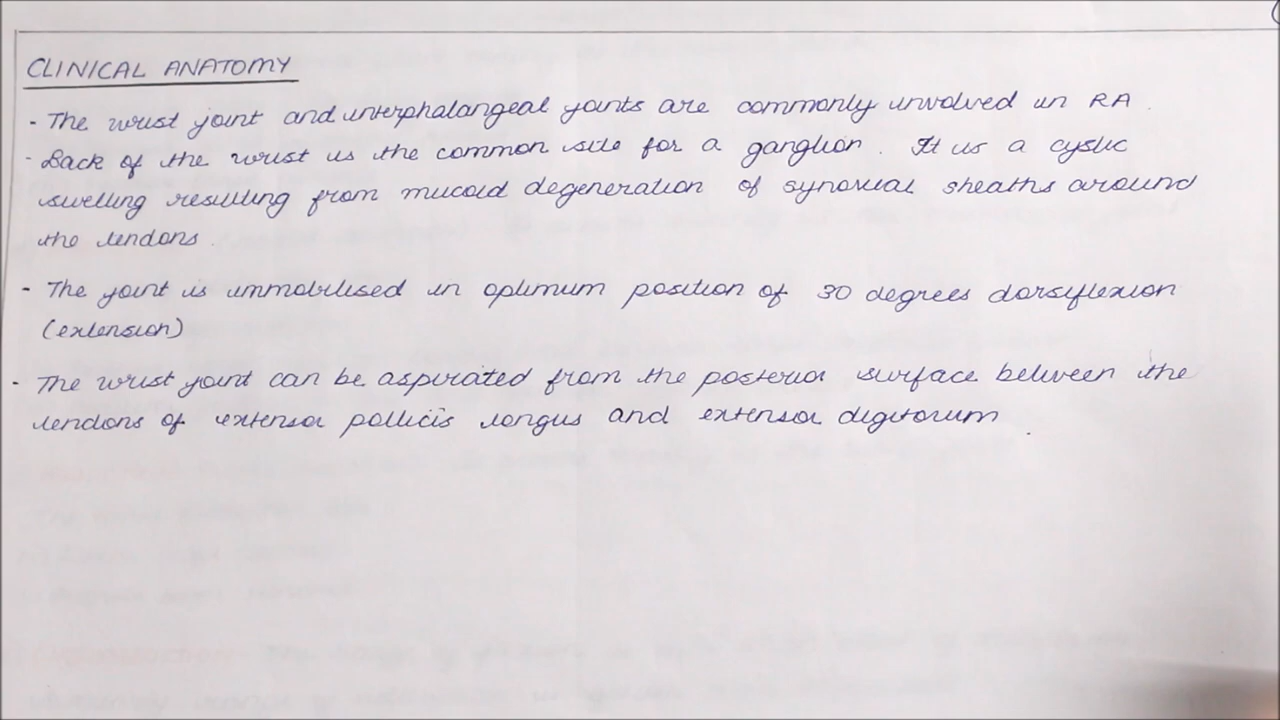 CLINICAL ANATOMY
- The wrist joint and interphalangeal joints are commonly involved in RA.
- Back of the wrist is the common site for a ganglion. It is a cystic
swelling resulting from mucoid degeneration of synovial sheaths around
the tendons.
- The joint is immobilised in optimum position of 30 degrees dorsiflexion
(extension)
- The wrist joint can be aspirated from the posterior surface between the
tendons of extensor pollicis longus and extensor digitorum.